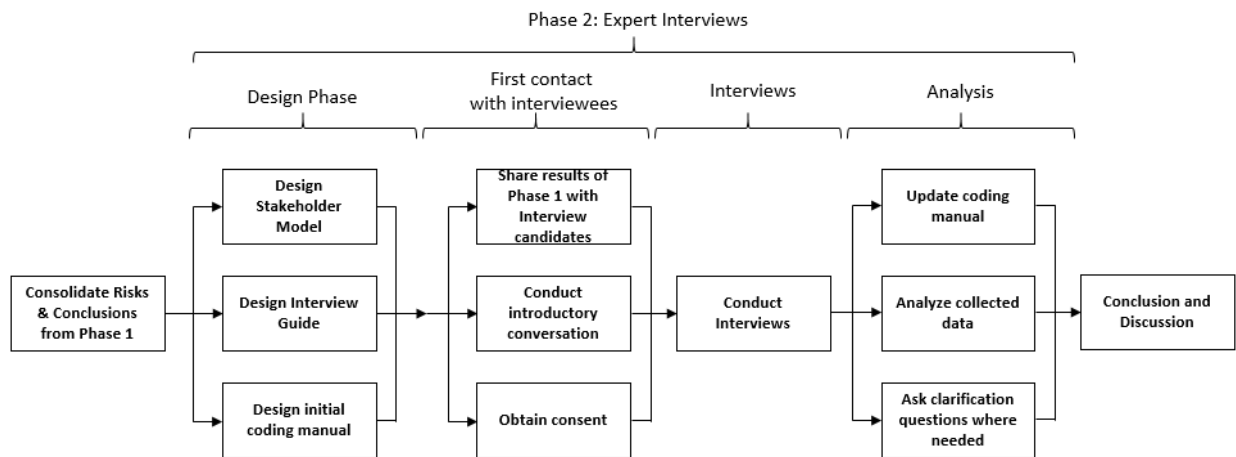 Phase 2: Expert Interviews
Design Phase
First contact
with interviewees
Interviews
Analysis
Consolidate Risks
& Conclusions
from Phase 1
Design
Stakeholder
Model
Design Interview
Guide
Design initial
coding manual
Share results of
Phase 1 with
Interview
candidates
Conduct
introductory
conversation
Obtain consent
Conduct
Interviews
Update coding
manual
Analyze collected
data
Ask clarification
questions where
needed
Conclusion and
Discussion